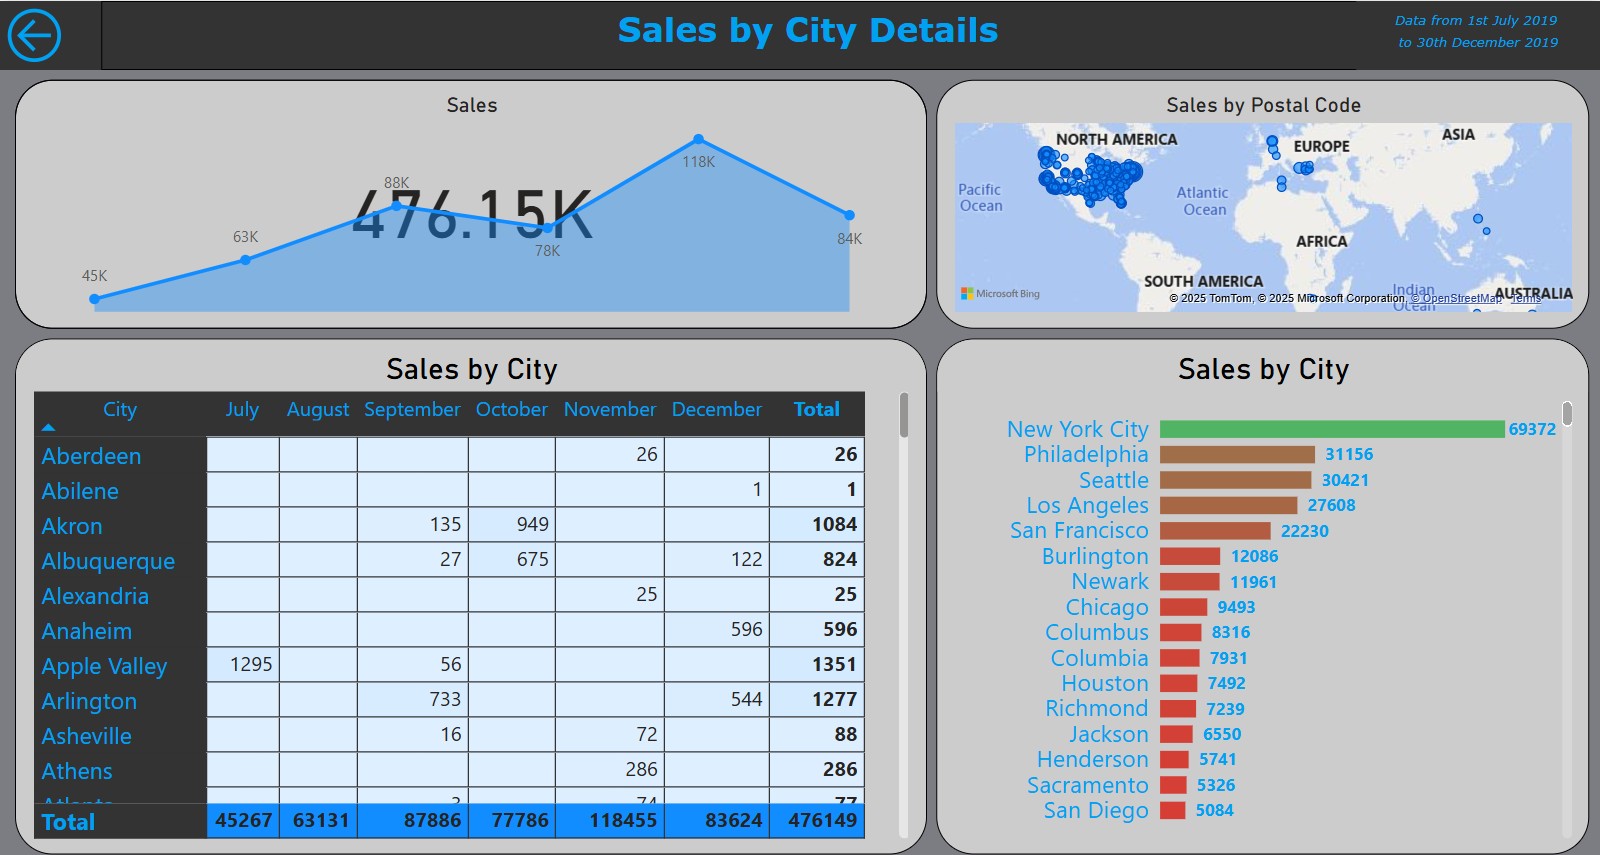 Sales by City Details
Data from 1st July 2019
to 30th December 2019
Sales
476.15K
45K
63K
88K
78K
118K
84K
Sales by Postal Code
NORTH AMERICA
EUROPE
ASIA
Pacific
Ocean
Atlantic
Ocean
AFRICA
SOUTH AMERICA
Indian
Ocean
AUSTRALIA
Microsoft Bing
© 2025 TomTom, © 2025 Microsoft Corporation, © OpenStreetMap Terms
Sales by City
City July August September October November December Total
Aberdeen 26 26
Abilene 1 1
Akron 135 949 1084
Albuquerque 27 675 122 824
Alexandria 25 25
Anaheim 596 596
Apple Valley 1295 56 1351
Arlington 733 544 1277
Asheville 16 72 88
Athens 286 286
Atlanta 3 74 77
Total 45267 63131 87886 77786 118455 83624 476149
Sales by City
New York City 69372
Philadelphia 31156
Seattle 30421
Los Angeles 27608
San Francisco 22230
Burlington 12086
Newark 11961
Chicago 9493
Columbus 8316
Columbia 7931
Houston 7492
Richmond 7239
Jackson 6550
Henderson 5741
Sacramento 5326
San Diego 5084